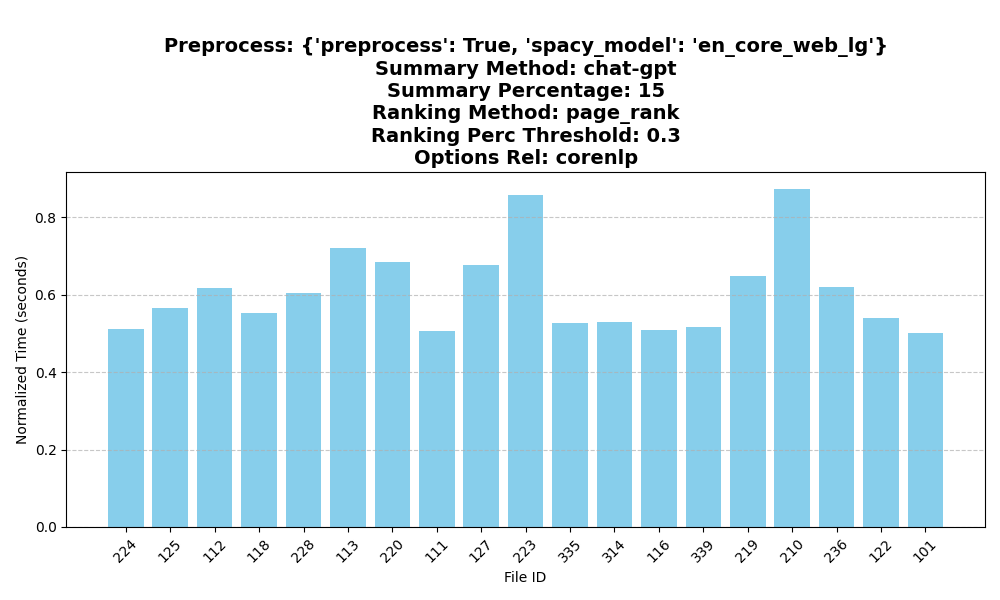 Preprocess: {'preprocess': True, 'spacy_model': 'en_core_web_lg'}
Summary Method: chat-gpt
Summary Percentage: 15
Ranking Method: page_rank
Ranking Perc Threshold: 0.3
Options Rel: corenlp
Normalized Time (seconds)
0.8
0.6
0.4
0.2
0.0
224 125 112 118 228 113 220 111 127 223 335 314 116 339 219 210 236 122 101
File ID